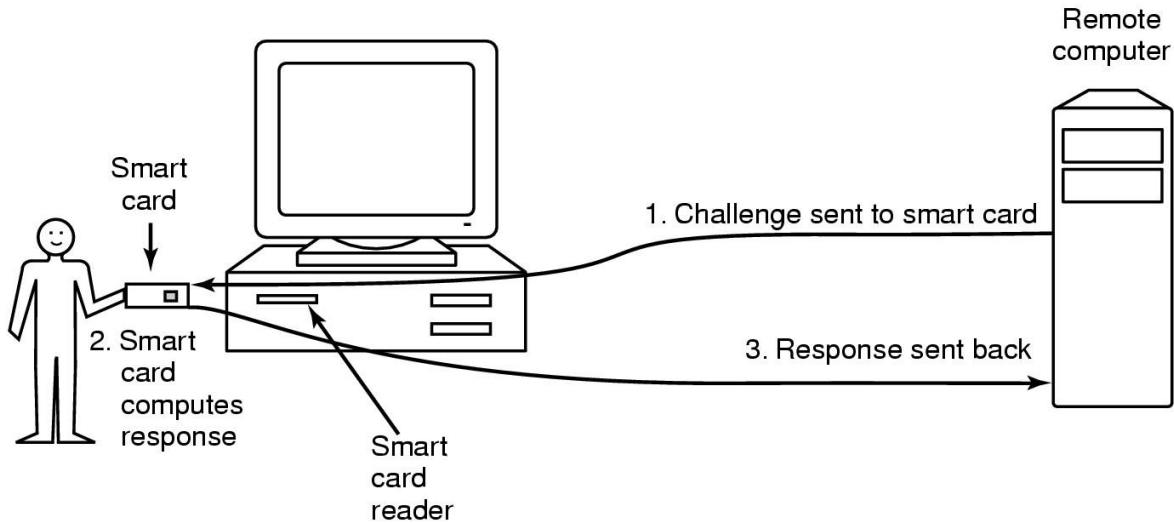 Remote
computer
Smart
card
1. Challenge sent to smart card
2. Smart
card
computes
response
3. Response sent back
Smart
card
reader